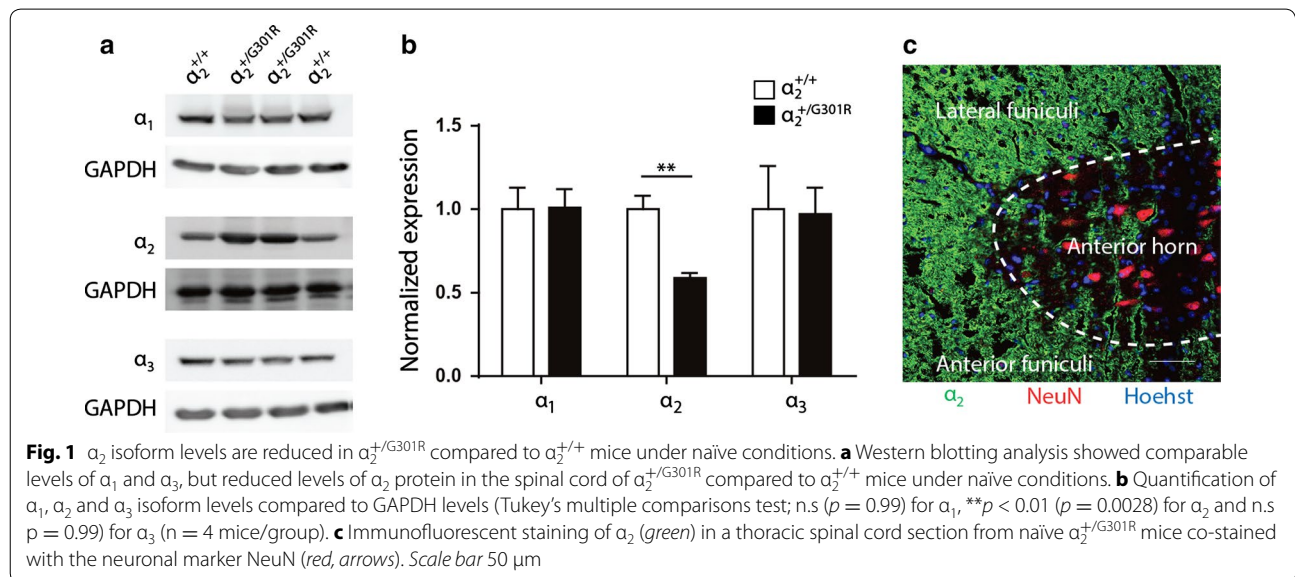 a
α₂⁺/⁺ α₂⁺/G301R α₂⁺/G301R α₂⁺/⁺
α₁
GAPDH
α₂
GAPDH
α₃
GAPDH
b
α₂⁺/⁺
α₂⁺/G301R
Normalized expression
1.5
1.0
0.5
0.0
**
α₁ α₂ α₃
c
Lateral funiculi
Anterior horn
Anterior funiculi
α₂ NeuN Hoehst
Fig. 1 α₂ isoform levels are reduced in α₂⁺/G301R compared to α₂⁺/⁺ mice under naïve conditions. a Western blotting analysis showed comparable
levels of α₁ and α₃, but reduced levels of α₂ protein in the spinal cord of α₂⁺/G301R compared to α₂⁺/⁺ mice under naïve conditions. b Quantification of
α₁, α₂ and α₃ isoform levels compared to GAPDH levels (Tukey's multiple comparisons test; n.s (p = 0.99) for α₁, **p < 0.01 (p = 0.0028) for α₂ and n.s
p = 0.99) for α₃ (n = 4 mice/group). c Immunofluorescent staining of α₂ (green) in a thoracic spinal cord section from naïve α₂⁺/G301R mice co-stained
with the neuronal marker NeuN (red, arrows). Scale bar 50 μm